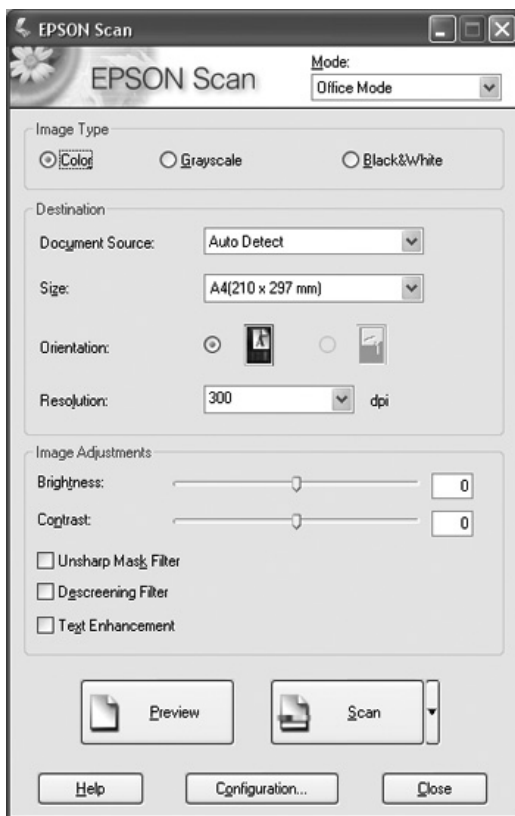 EPSON Scan
EPSON Scan
Mode:
Office Mode
Image Type
Color
Grayscale
Black&White
Destination
Document Source:
Auto Detect
Size:
A4(210 x 297 mm)
Orientation:
Resolution:
300
dpi
Image Adjustments
Brightness:
0
Contrast:
0
Unsharp Mask Filter
Descreening Filter
Text Enhancement
Preview
Scan
Help
Configuration...
Close